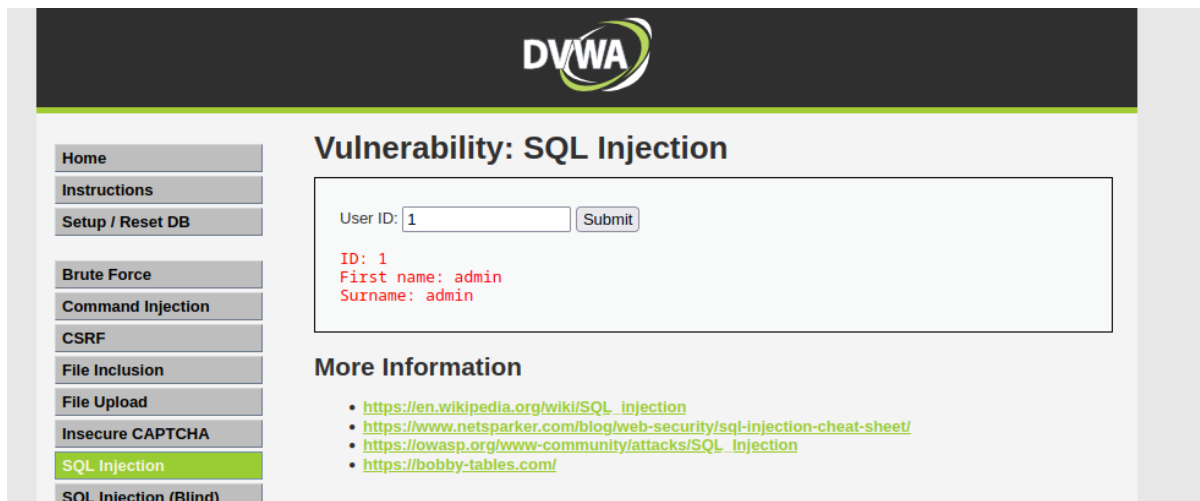 DVWA
Home
Instructions
Setup / Reset DB
Brute Force
Command Injection
CSRF
File Inclusion
File Upload
Insecure CAPTCHA
SQL Injection
SQL Injection (Blind)
Vulnerability: SQL Injection
User ID: 1 Submit
ID: 1
First name: admin
Surname: admin
More Information
https://en.wikipedia.org/wiki/SQL_injection
https://www.netsparker.com/blog/web-security/sql-injection-cheat-sheet/
https://owasp.org/www-community/attacks/SQL_Injection
https://bobby-tables.com/